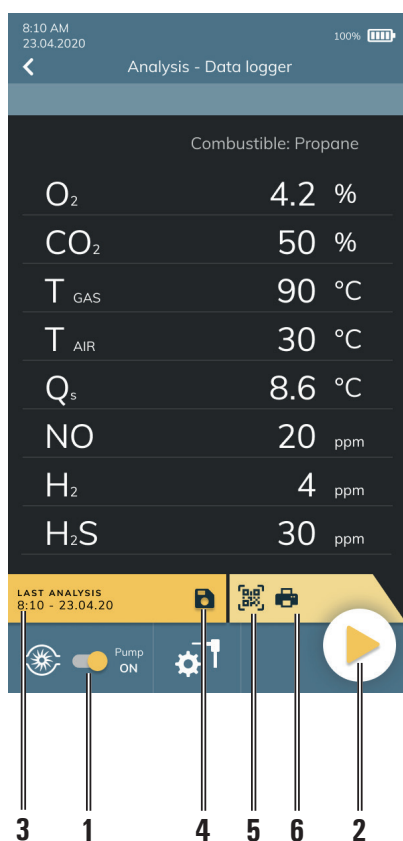 8:10 AM
23.04.2020
100%
Analysis - Data logger
Combustible: Propane
O₂ 4.2 %
CO₂ 50 %
T GAS 90 °C
T AIR 30 °C
Qₛ 8.6 °C
NO 20 ppm
H₂ 4 ppm
H₂S 30 ppm
LAST ANALYSIS
8:10 - 23.04.20
Pump
ON
3 1 4 5 6 2